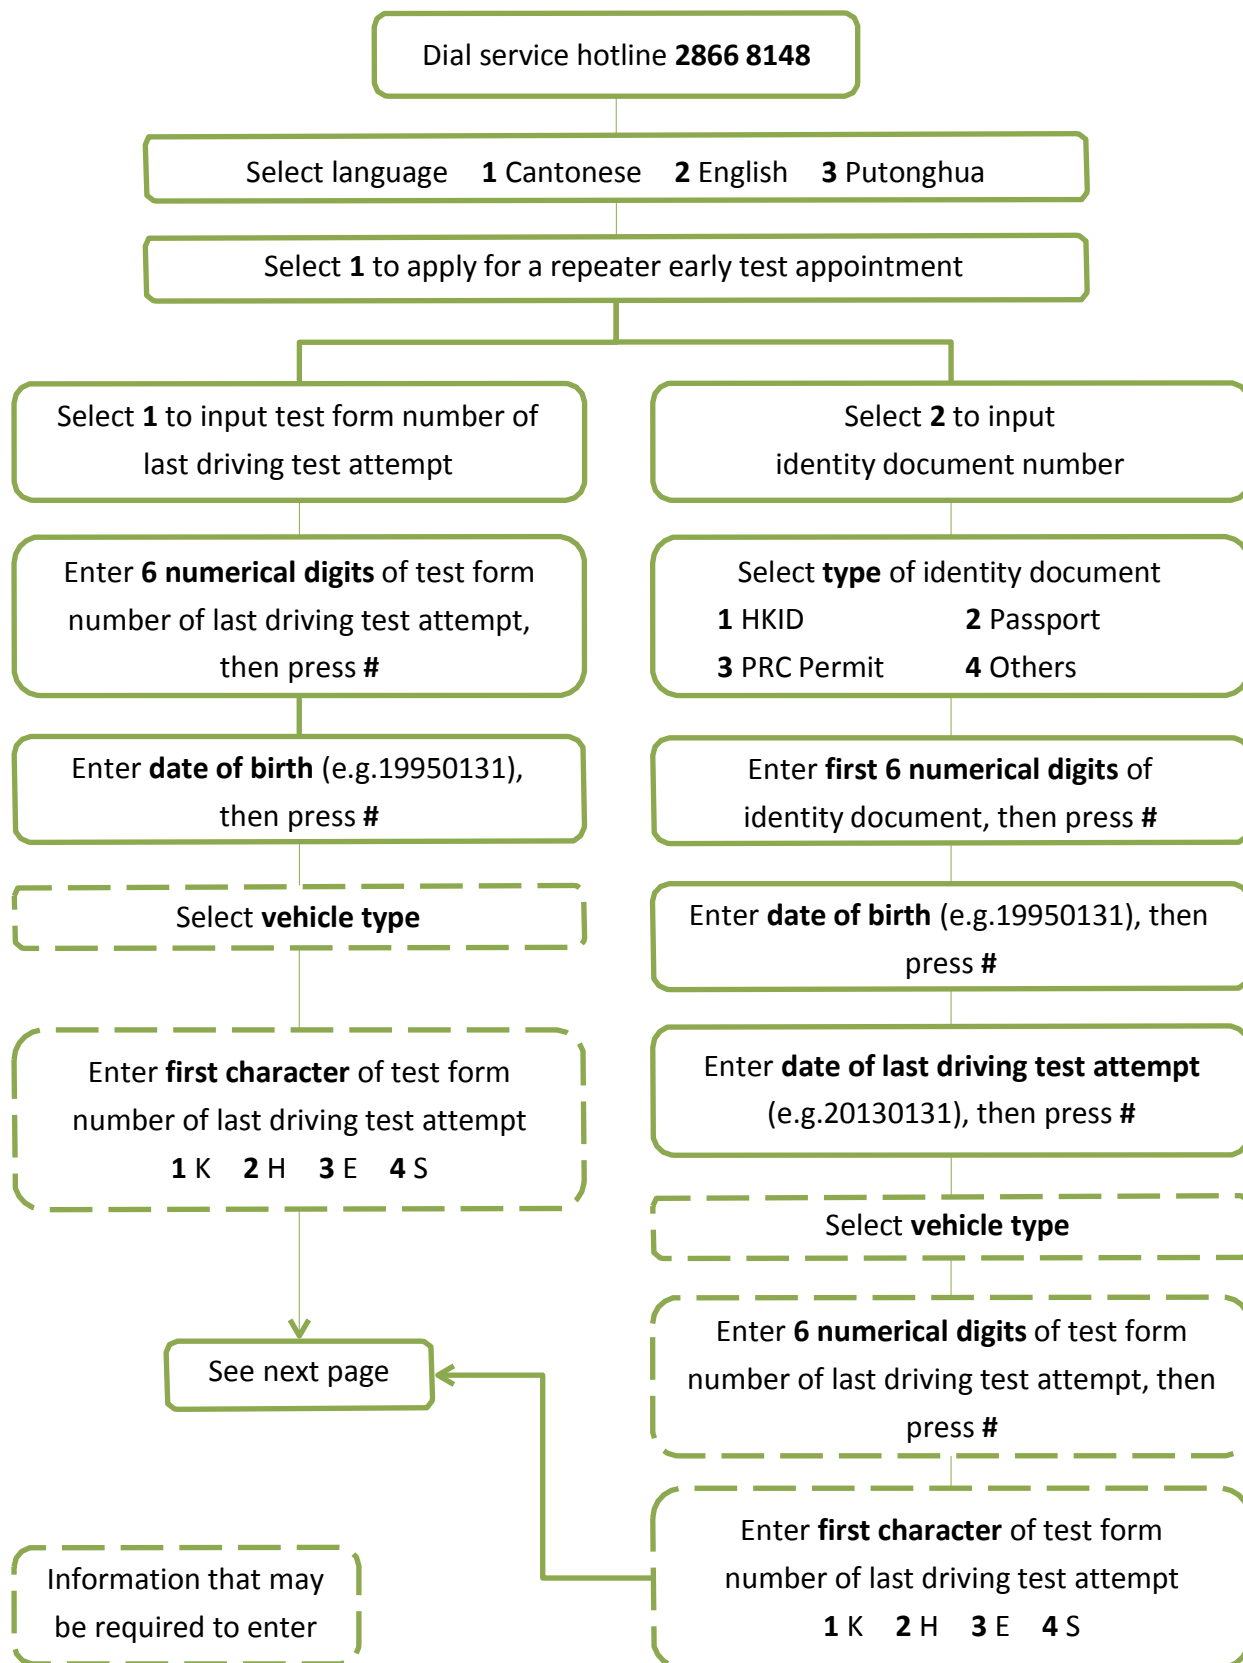 Dial service hotline 2866 8148
Select language 1 Cantonese 2 English 3 Putonghua
Select 1 to apply for a repeater early test appointment
Select 1 to input test form number of
last driving test attempt
Enter 6 numerical digits of test form
number of last driving test attempt,
then press #
Enter date of birth (e.g.19950131),
then press #
Select vehicle type
Enter first character of test form
number of last driving test attempt
1 K 2 H 3 E 4 S
See next page
Select 2 to input
identity document number
Select type of identity document
1 HKID 2 Passport
3 PRC Permit 4 Others
Enter first 6 numerical digits of
identity document, then press #
Enter date of birth (e.g.19950131), then
press #
Enter date of last driving test attempt
(e.g.20130131), then press #
Select vehicle type
Enter 6 numerical digits of test form
number of last driving test attempt, then
press #
Enter first character of test form
number of last driving test attempt
1 K 2 H 3 E 4 S
Information that may
be required to enter